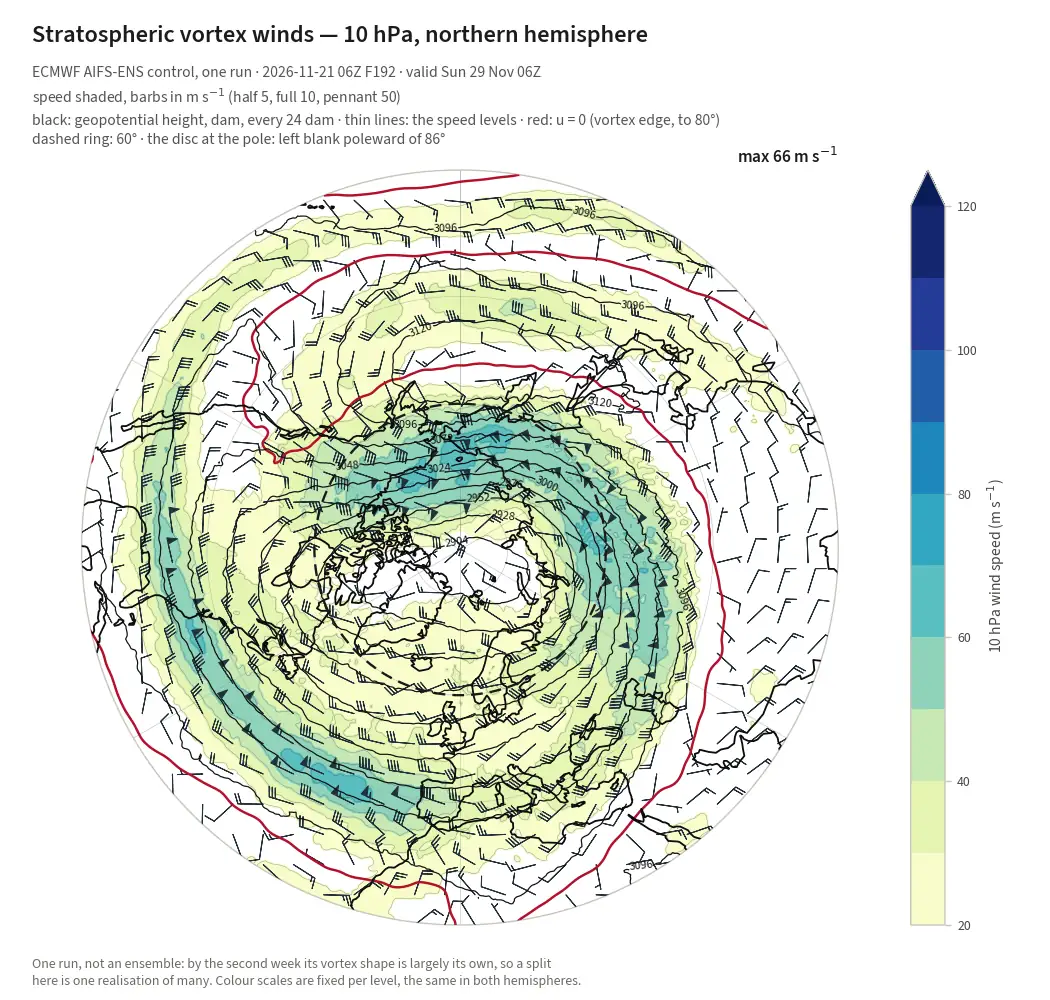 Stratospheric vortex winds — 10 hPa, northern hemisphere
ECMWF AIFS-ENS control, one run · 2026-11-21 06Z F192 · valid Sun 29 Nov 06Z
speed shaded, barbs in m s⁻¹ (half 5, full 10, pennant 50)
black: geopotential height, dam, every 24 dam · thin lines: the speed levels · red: u = 0 (vortex edge, to 80°)
dashed ring: 60° · the disc at the pole: left blank poleward of 86°
max 66 m s⁻¹
3096
3096
3096
3120
3120
3096
3048
3024
3000
2952
2928
2904
3096
3096
120
100
80
60
40
20
10 hPa wind speed (m s⁻¹)
One run, not an ensemble: by the second week its vortex shape is largely its own, so a split
here is one realisation of many. Colour scales are fixed per level, the same in both hemispheres.